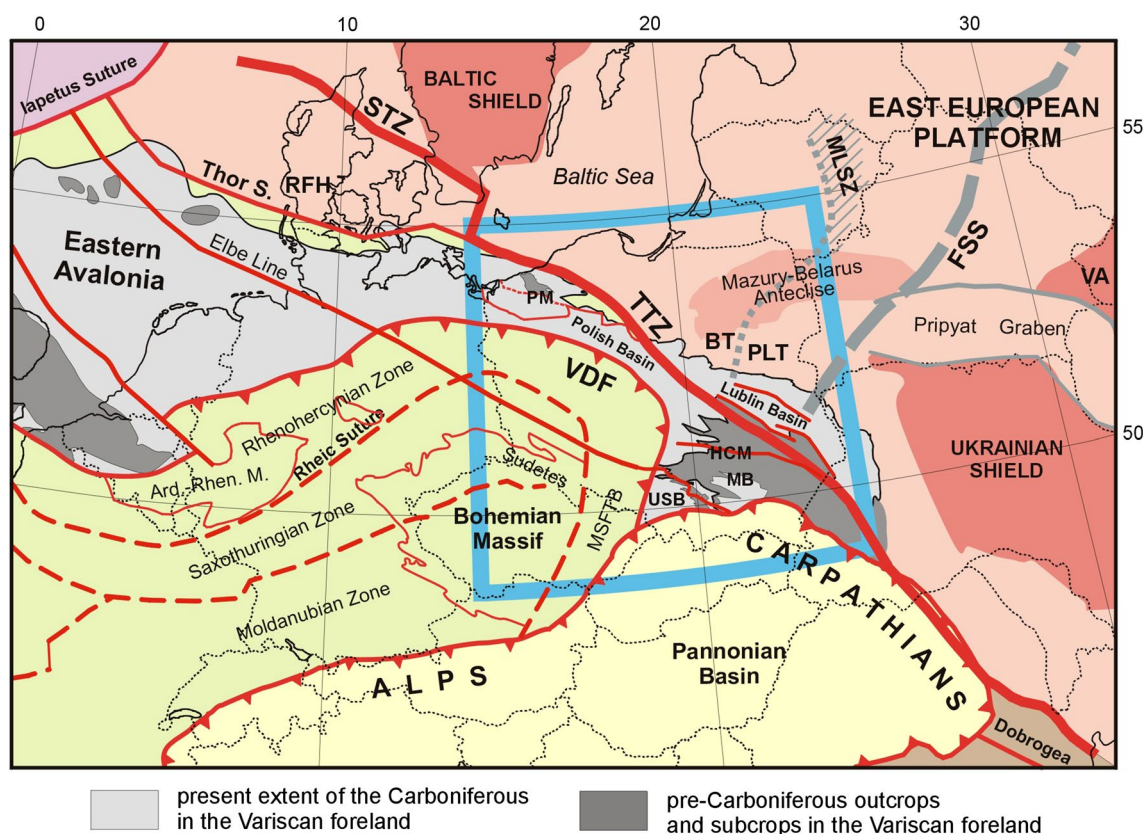 0
10
20
30
Iapetus Suture
BALTIC
SHIELD
STZ
EAST EUROPEAN
PLATFORM
55
MLSZ
Thor S.
RFH
Baltic Sea
Eastern
Avalonia
Elbe Line
FSS
VA
Mazury-Belarus
Anteclise
PM
TTZ
Polish Basin
BT
PLT
Pripyat Graben
VDF
Lublin Basin
Rhenohercynian Zone
Rheic Suture
50
UKRAINIAN
SHIELD
HCM
MB
USB
Ard.-Rhen. M.
Sudetes
Bohemian
Massif
MSFTB
Saxothuringian Zone
Moldanubian Zone
CARPATHIANS
Pannonian
Basin
ALPS
Dobrogea
present extent of the Carboniferous
in the Variscan foreland
pre-Carboniferous outcrops
and subcrops in the Variscan foreland